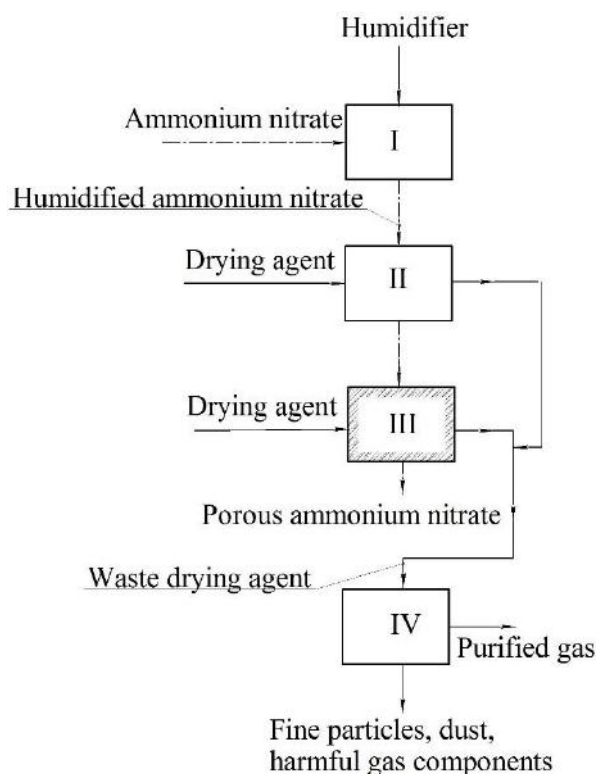 Humidifier
Ammonium nitrate
I
Humidified ammonium nitrate
Drying agent
II
Drying agent
III
Porous ammonium nitrate
Waste drying agent
IV
Purified gas
Fine particles, dust,
harmful gas components